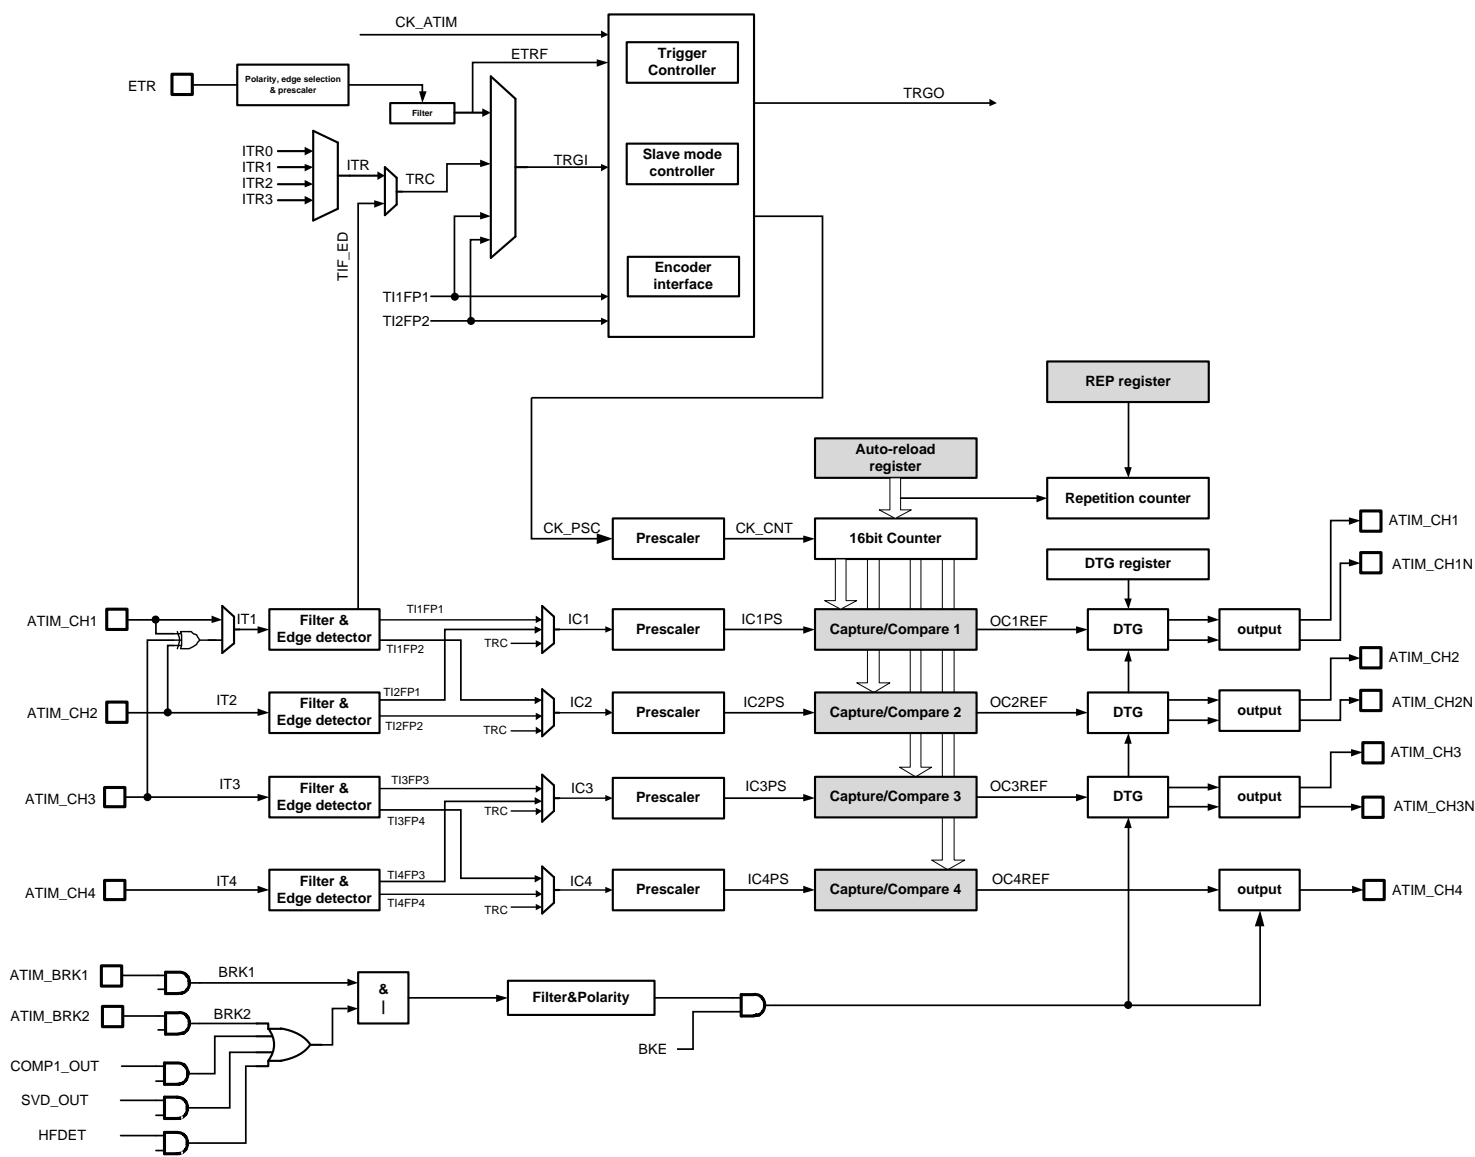 CK_ATIM
ETRF
ETR
Polarity, edge selection
& prescaler
Filter
Trigger
Controller
TRGO
ITR0
ITR1
ITR2
ITR3
ITR
TRC
TRGI
Slave mode
controller
TIF_ED
Encoder
interface
TI1FP1
TI2FP2
REP register
Auto-reload
register
Repetition counter
CK_PSC
Prescaler
CK_CNT
16bit Counter
ATIM_CH1
DTG register
ATIM_CH1N
ATIM_CH1
IT1
Filter &
Edge detector
TI1FP1
TI1FP2
TRC
IC1
Prescaler
IC1PS
Capture/Compare 1
OC1REF
DTG
output
ATIM_CH2
ATIM_CH2N
ATIM_CH2
IT2
Filter &
Edge detector
TI2FP1
TI2FP2
TRC
IC2
Prescaler
IC2PS
Capture/Compare 2
OC2REF
DTG
output
ATIM_CH3
ATIM_CH3N
ATIM_CH3
IT3
Filter &
Edge detector
TI3FP3
TI3FP4
TRC
IC3
Prescaler
IC3PS
Capture/Compare 3
OC3REF
DTG
output
ATIM_CH4
IT4
Filter &
Edge detector
TI4FP3
TI4FP4
TRC
IC4
Prescaler
IC4PS
Capture/Compare 4
OC4REF
output
ATIM_CH4
ATIM_BRK1
BRK1
&
|
Filter&Polarity
ATIM_BRK2
BRK2
BKE
COMP1_OUT
SVD_OUT
HFDET